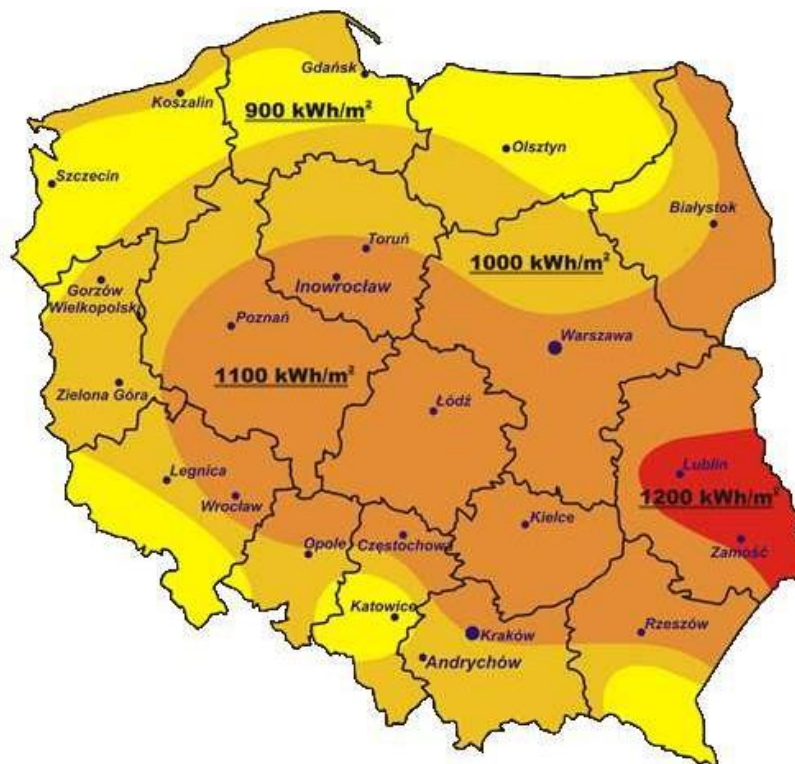 Gdańsk
Koszalin
900 kWh/m²
Olsztyn
Szczecin
Białystok
Toruń
1000 kWh/m²
Inowrocław
Gorzów
Wielkopolski
Poznań
Warszawa
1100 kWh/m²
Zielona Góra
Łódź
Legnica
Lublin
Wrocław
1200 kWh/m²
Kielce
Opole
Częstochowa
Zamość
Katowice
Kraków
Rzeszów
Andrychów